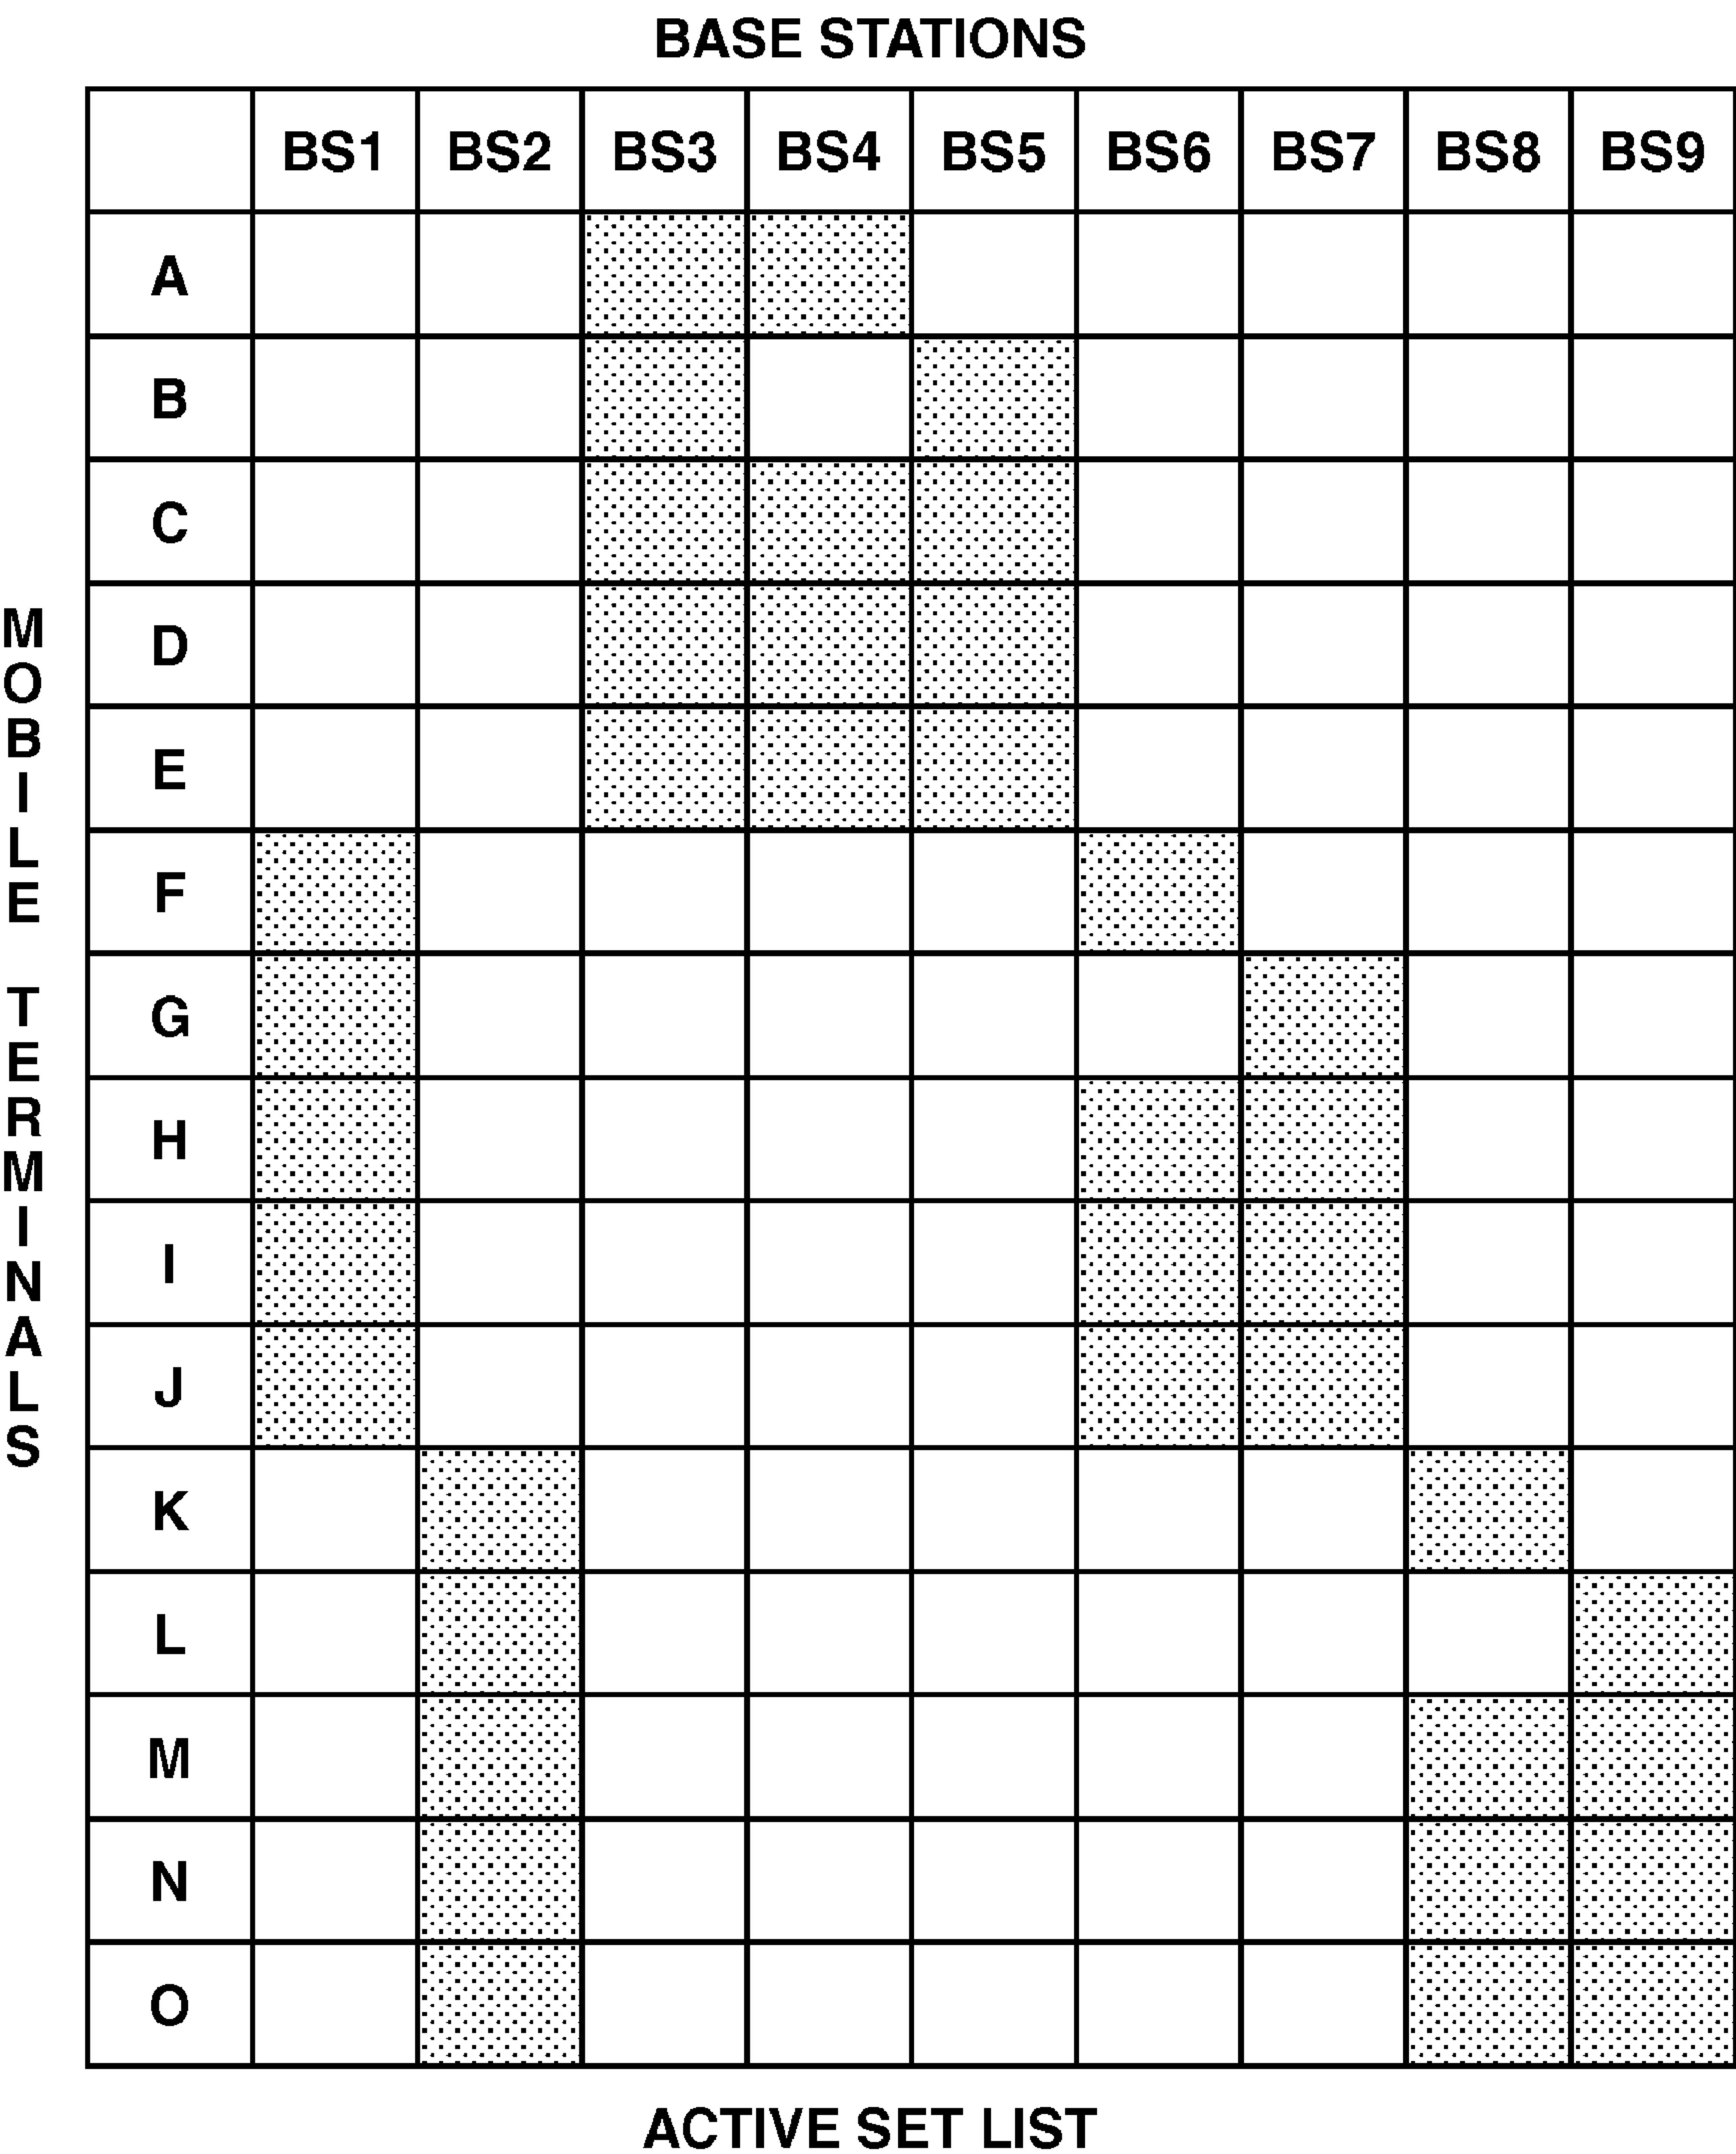 BASE STATIONS
BS1 BS2 BS3 BS4 BS5 BS6 BS7 BS8 BS9
A
B
C
D
E
F
G
H
I
J
K
L
M
N
O
MOBILE TERMINALS
ACTIVE SET LIST